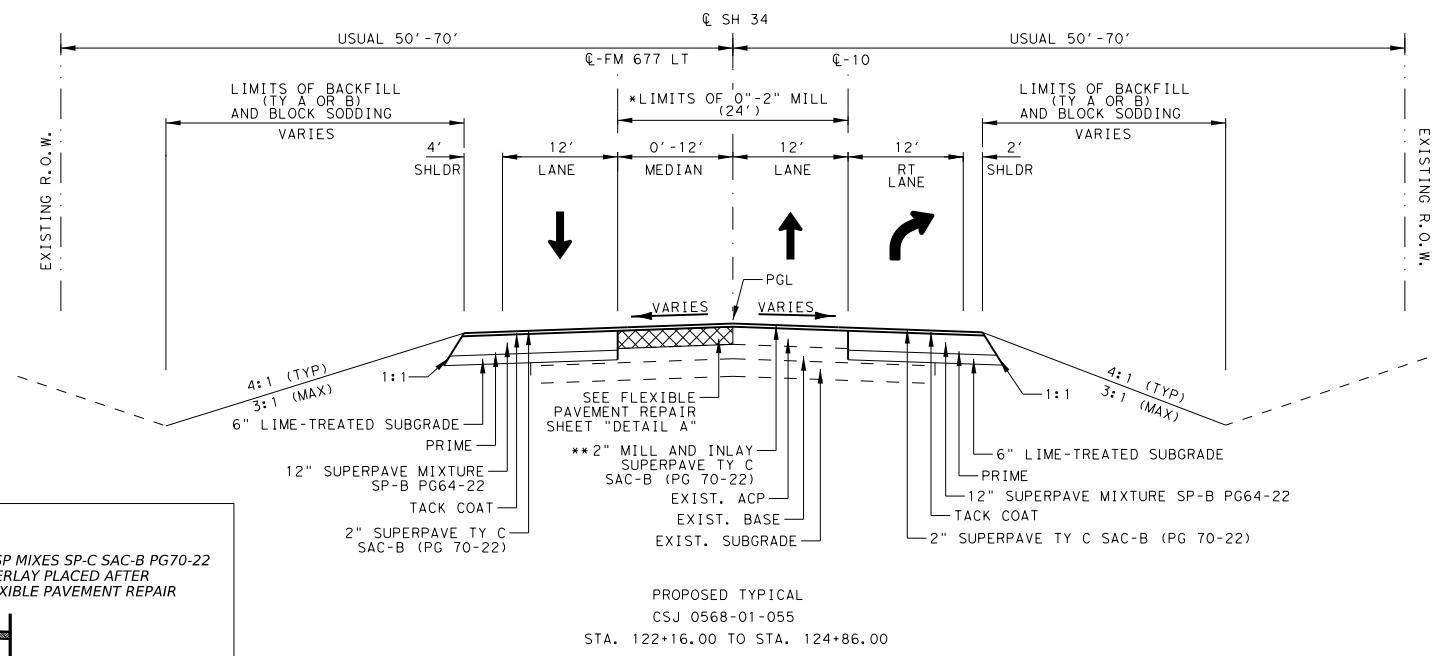 ℄ SH 34
USUAL 50'-70'
USUAL 50'-70'
℄-FM 677 LT
℄-10
LIMITS OF BACKFILL
(TY A OR B)
AND BLOCK SODDING
VARIES
*LIMITS OF 0"-2" MILL
(24')
LIMITS OF BACKFILL
(TY A OR B)
AND BLOCK SODDING
VARIES
EXISTING R.O.W.
EXISTING R.O.W.
4'
SHLDR
12'
LANE
0'-12'
MEDIAN
12'
LANE
12'
RT
LANE
2'
SHLDR
PGL
VARIES
VARIES
4:1 (TYP)
3:1 (MAX)
1:1
1:1
4:1 (TYP)
3:1 (MAX)
6" LIME-TREATED SUBGRADE
PRIME
12" SUPERPAVE MIXTURE
SP-B PG64-22
TACK COAT
2" SUPERPAVE TY C
SAC-B (PG 70-22)
SEE FLEXIBLE
PAVEMENT REPAIR
SHEET "DETAIL A"
**2" MILL AND INLAY
SUPERPAVE TY C
SAC-B (PG 70-22)
EXIST. ACP
EXIST. BASE
EXIST. SUBGRADE
6" LIME-TREATED SUBGRADE
PRIME
12" SUPERPAVE MIXTURE SP-B PG64-22
TACK COAT
2" SUPERPAVE TY C SAC-B (PG 70-22)
SP MIXES SP-C SAC-B PG70-22
ERLAY PLACED AFTER
EXIBLE PAVEMENT REPAIR
PROPOSED TYPICAL
CSJ 0568-01-055
STA. 122+16.00 TO STA. 124+86.00